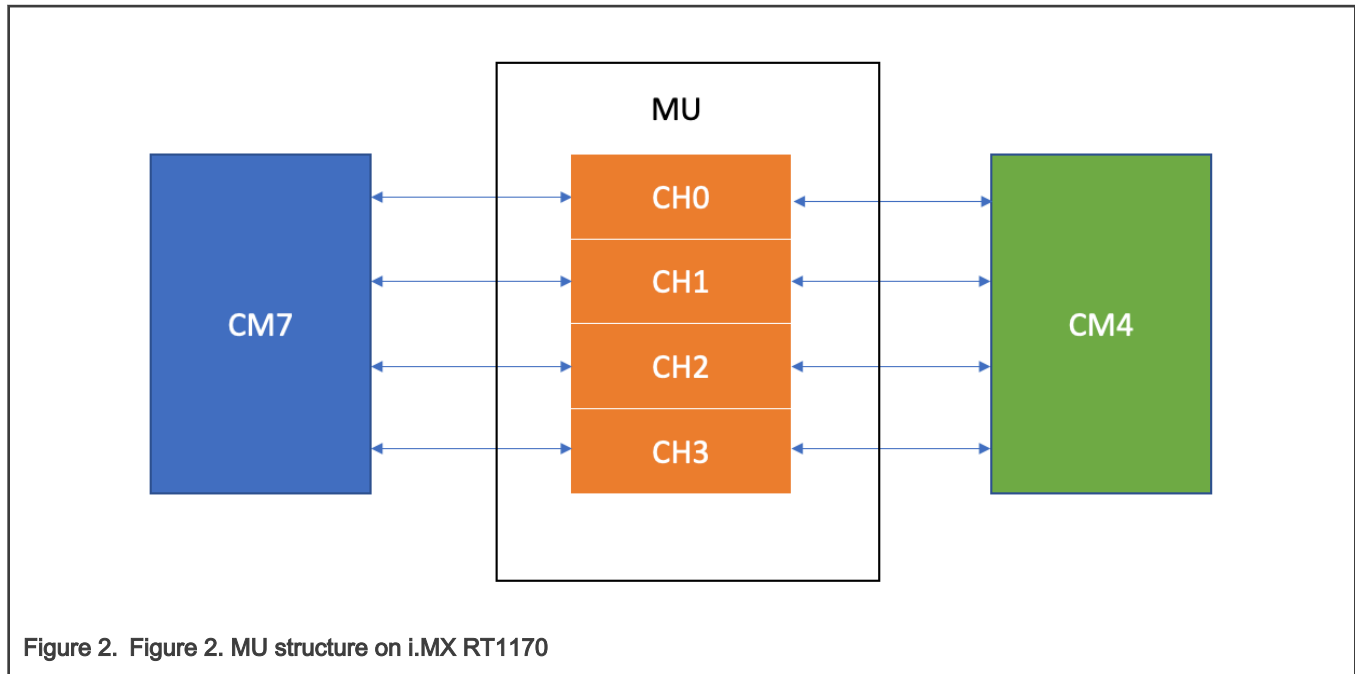 MU
CH0
CH1
CM7
CM4
CH2
CH3
Figure 2. Figure 2. MU structure on i.MX RT1170